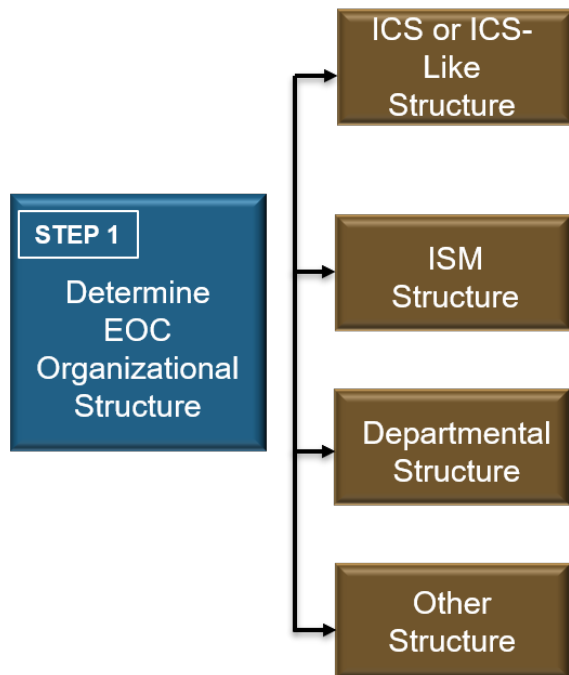 STEP 1
Determine
EOC
Organizational
Structure
ICS or ICS-
Like
Structure
ISM
Structure
Departmental
Structure
Other
Structure